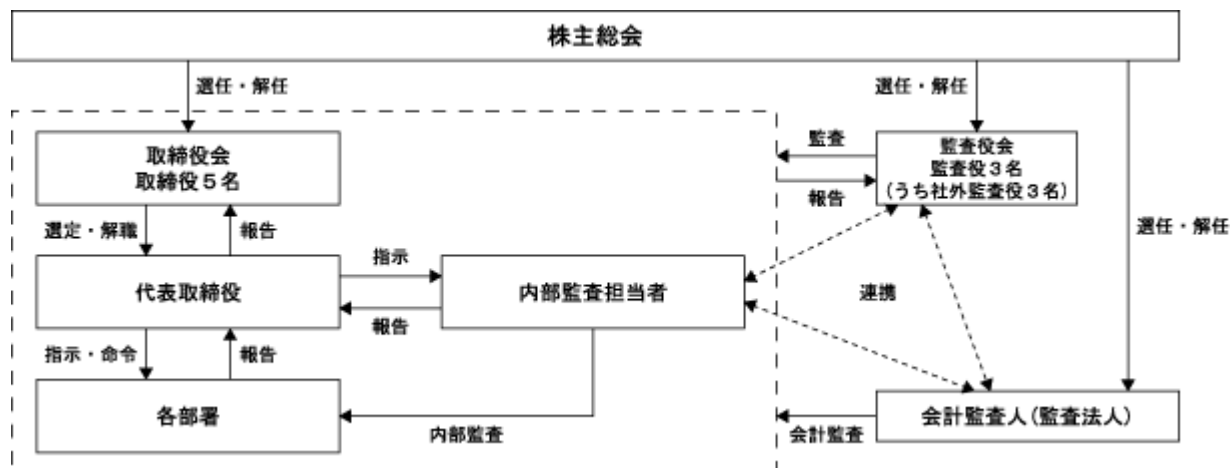 株主総会
選任・解任
選任・解任
取締役会
取締役５名
監査
監査役会
監査役３名
(うち社外監査役３名)
報告
選定・解職
報告
選任・解任
代表取締役
指示
報告
内部監査担当者
連携
指示・命令
報告
各部署
内部監査
会計監査
会計監査人(監査法人)